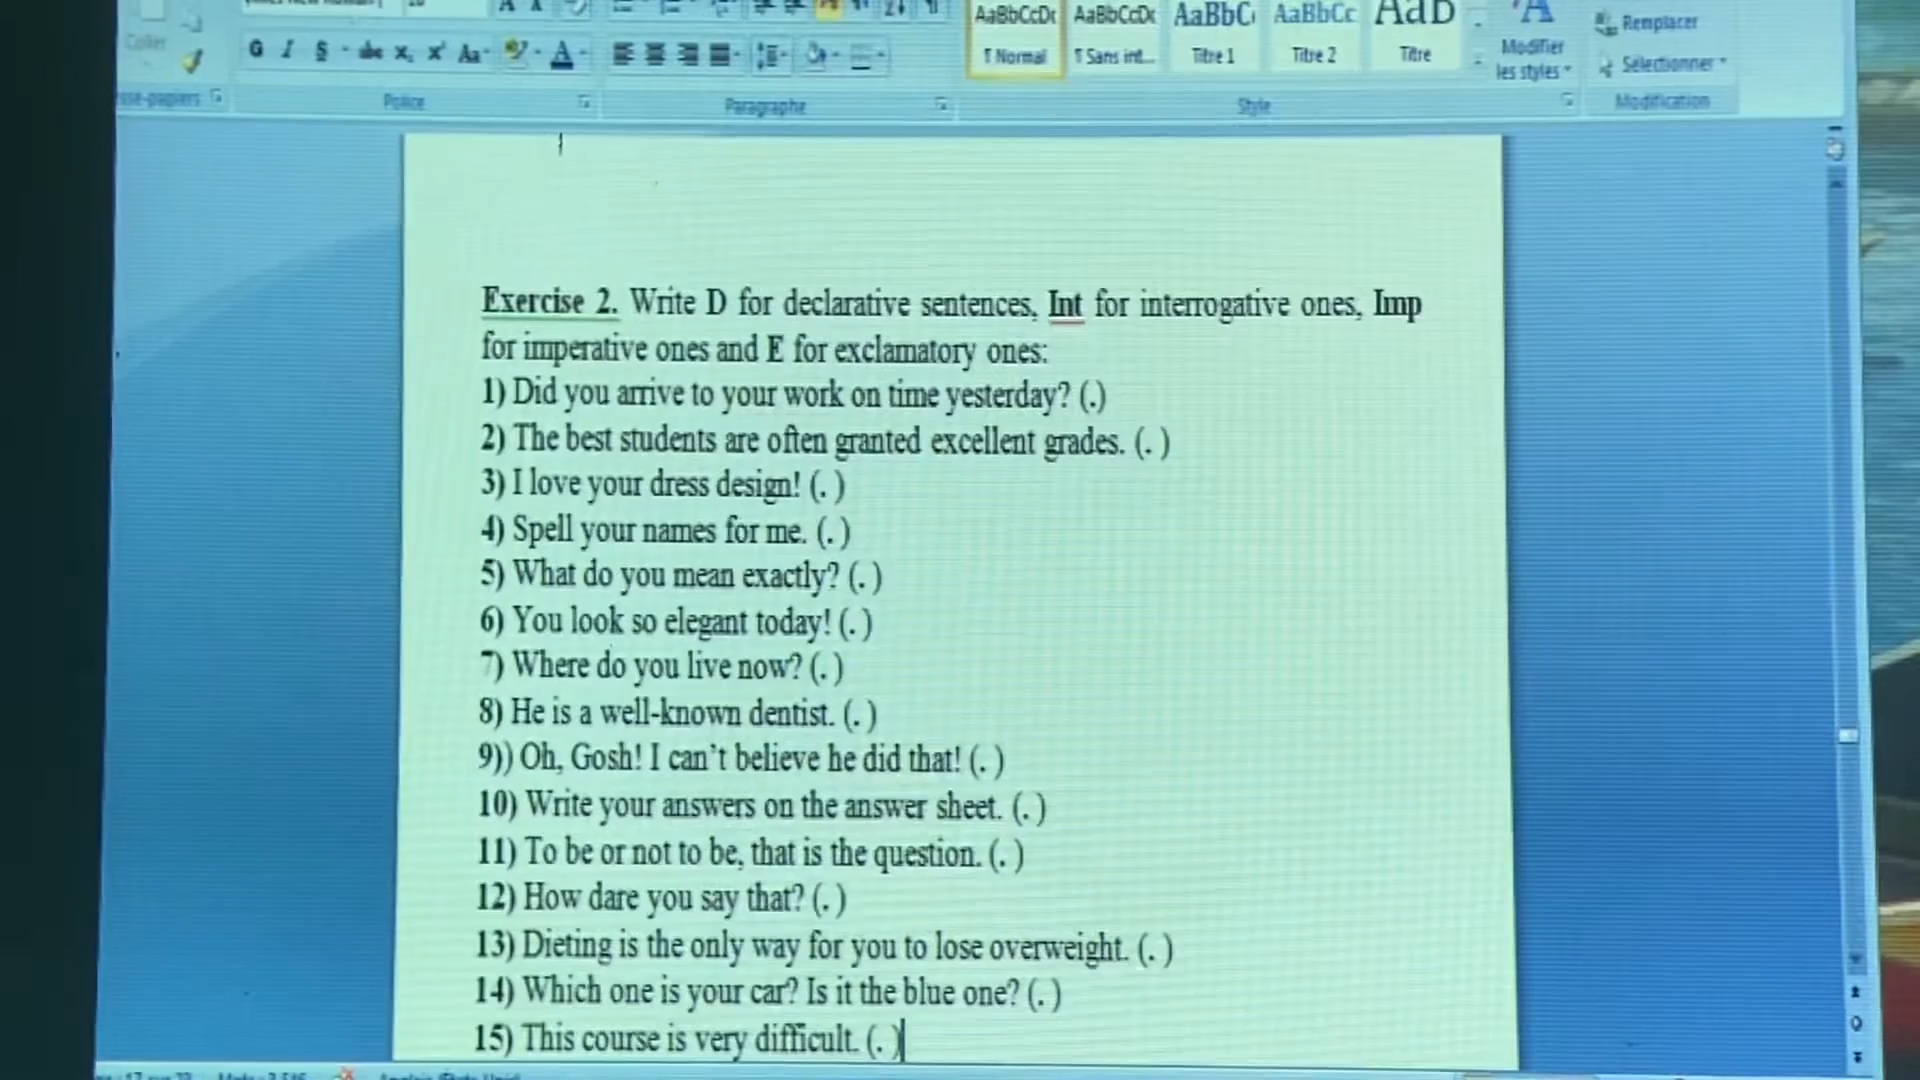 AaBbCcDc AaBbCcDc AaBbC AaBbCc AaB
Remplacer
G I S abc x, x² Aa A
¶ Normal ¶ Sans int... Titre 1 Titre 2 Titre
Modifier
les styles
Sélectionner
Police Paragraphe Style Modification
Exercise 2. Write D for declarative sentences, Int for interrogative ones, Imp
for imperative ones and E for exclamatory ones:
1) Did you arrive to your work on time yesterday? (.)
2) The best students are often granted excellent grades. (. )
3) I love your dress design! (. )
4) Spell your names for me. (. )
5) What do you mean exactly? (. )
6) You look so elegant today! (. )
7) Where do you live now? (. )
8) He is a well-known dentist. (. )
9)) Oh, Gosh! I can't believe he did that! (. )
10) Write your answers on the answer sheet. (. )
11) To be or not to be, that is the question. (. )
12) How dare you say that? (. )
13) Dieting is the only way for you to lose overweight. (. )
14) Which one is your car? Is it the blue one? (. )
15) This course is very difficult. (. )